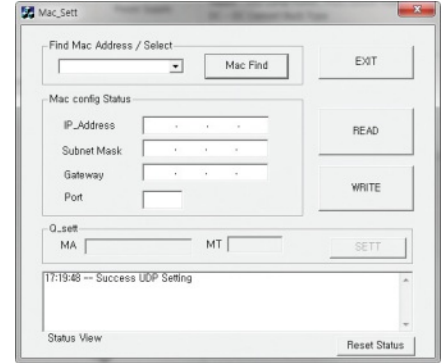 Mac_Sett
Find Mac Address / Select
Mac Find
EXIT
Mac config Status
IP_Address
Subnet Mask
Gateway
Port
READ
WRITE
Q_sett
MA
MT
SETT
17:19:48 -- Success UDP Setting
Status View
Reset Status